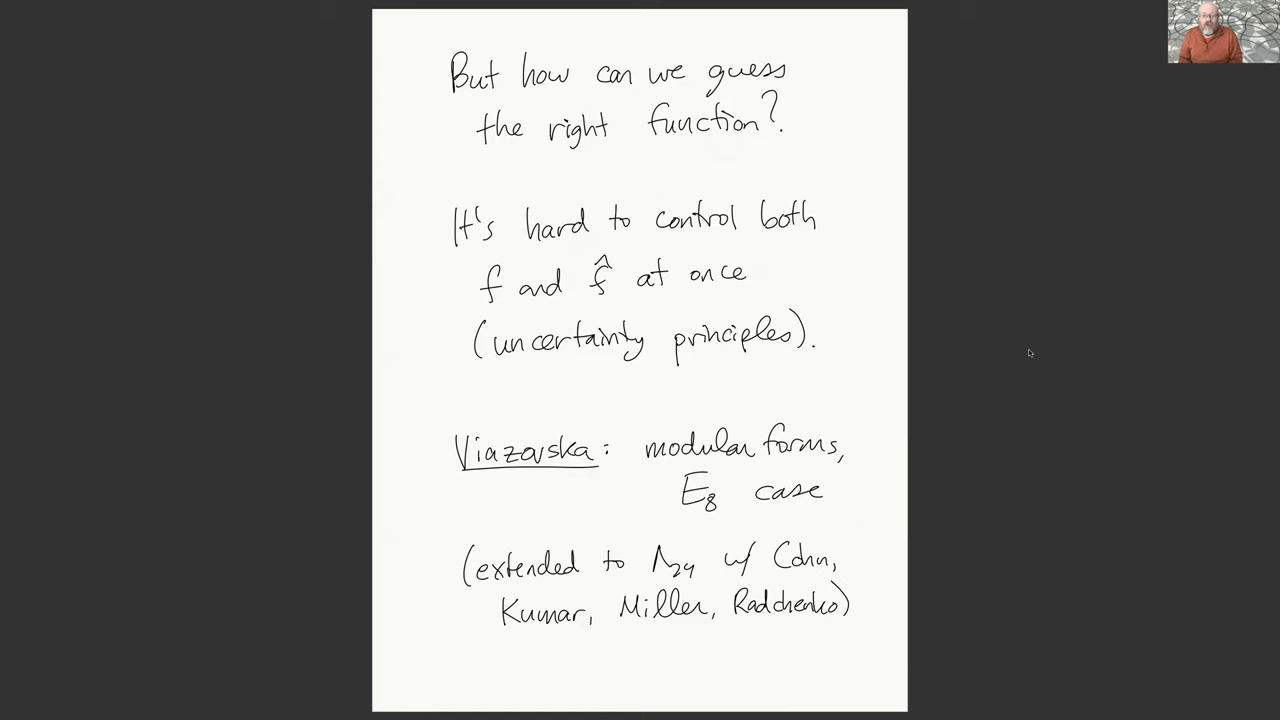 But how can we guess
the right function?
It's hard to control both
f and f̂ at once
(uncertainty principles).
Viazovska: modular forms,
E₈ case
(extended to Λ₂₄ w/ Cohn,
Kumar, Miller, Radchenko)